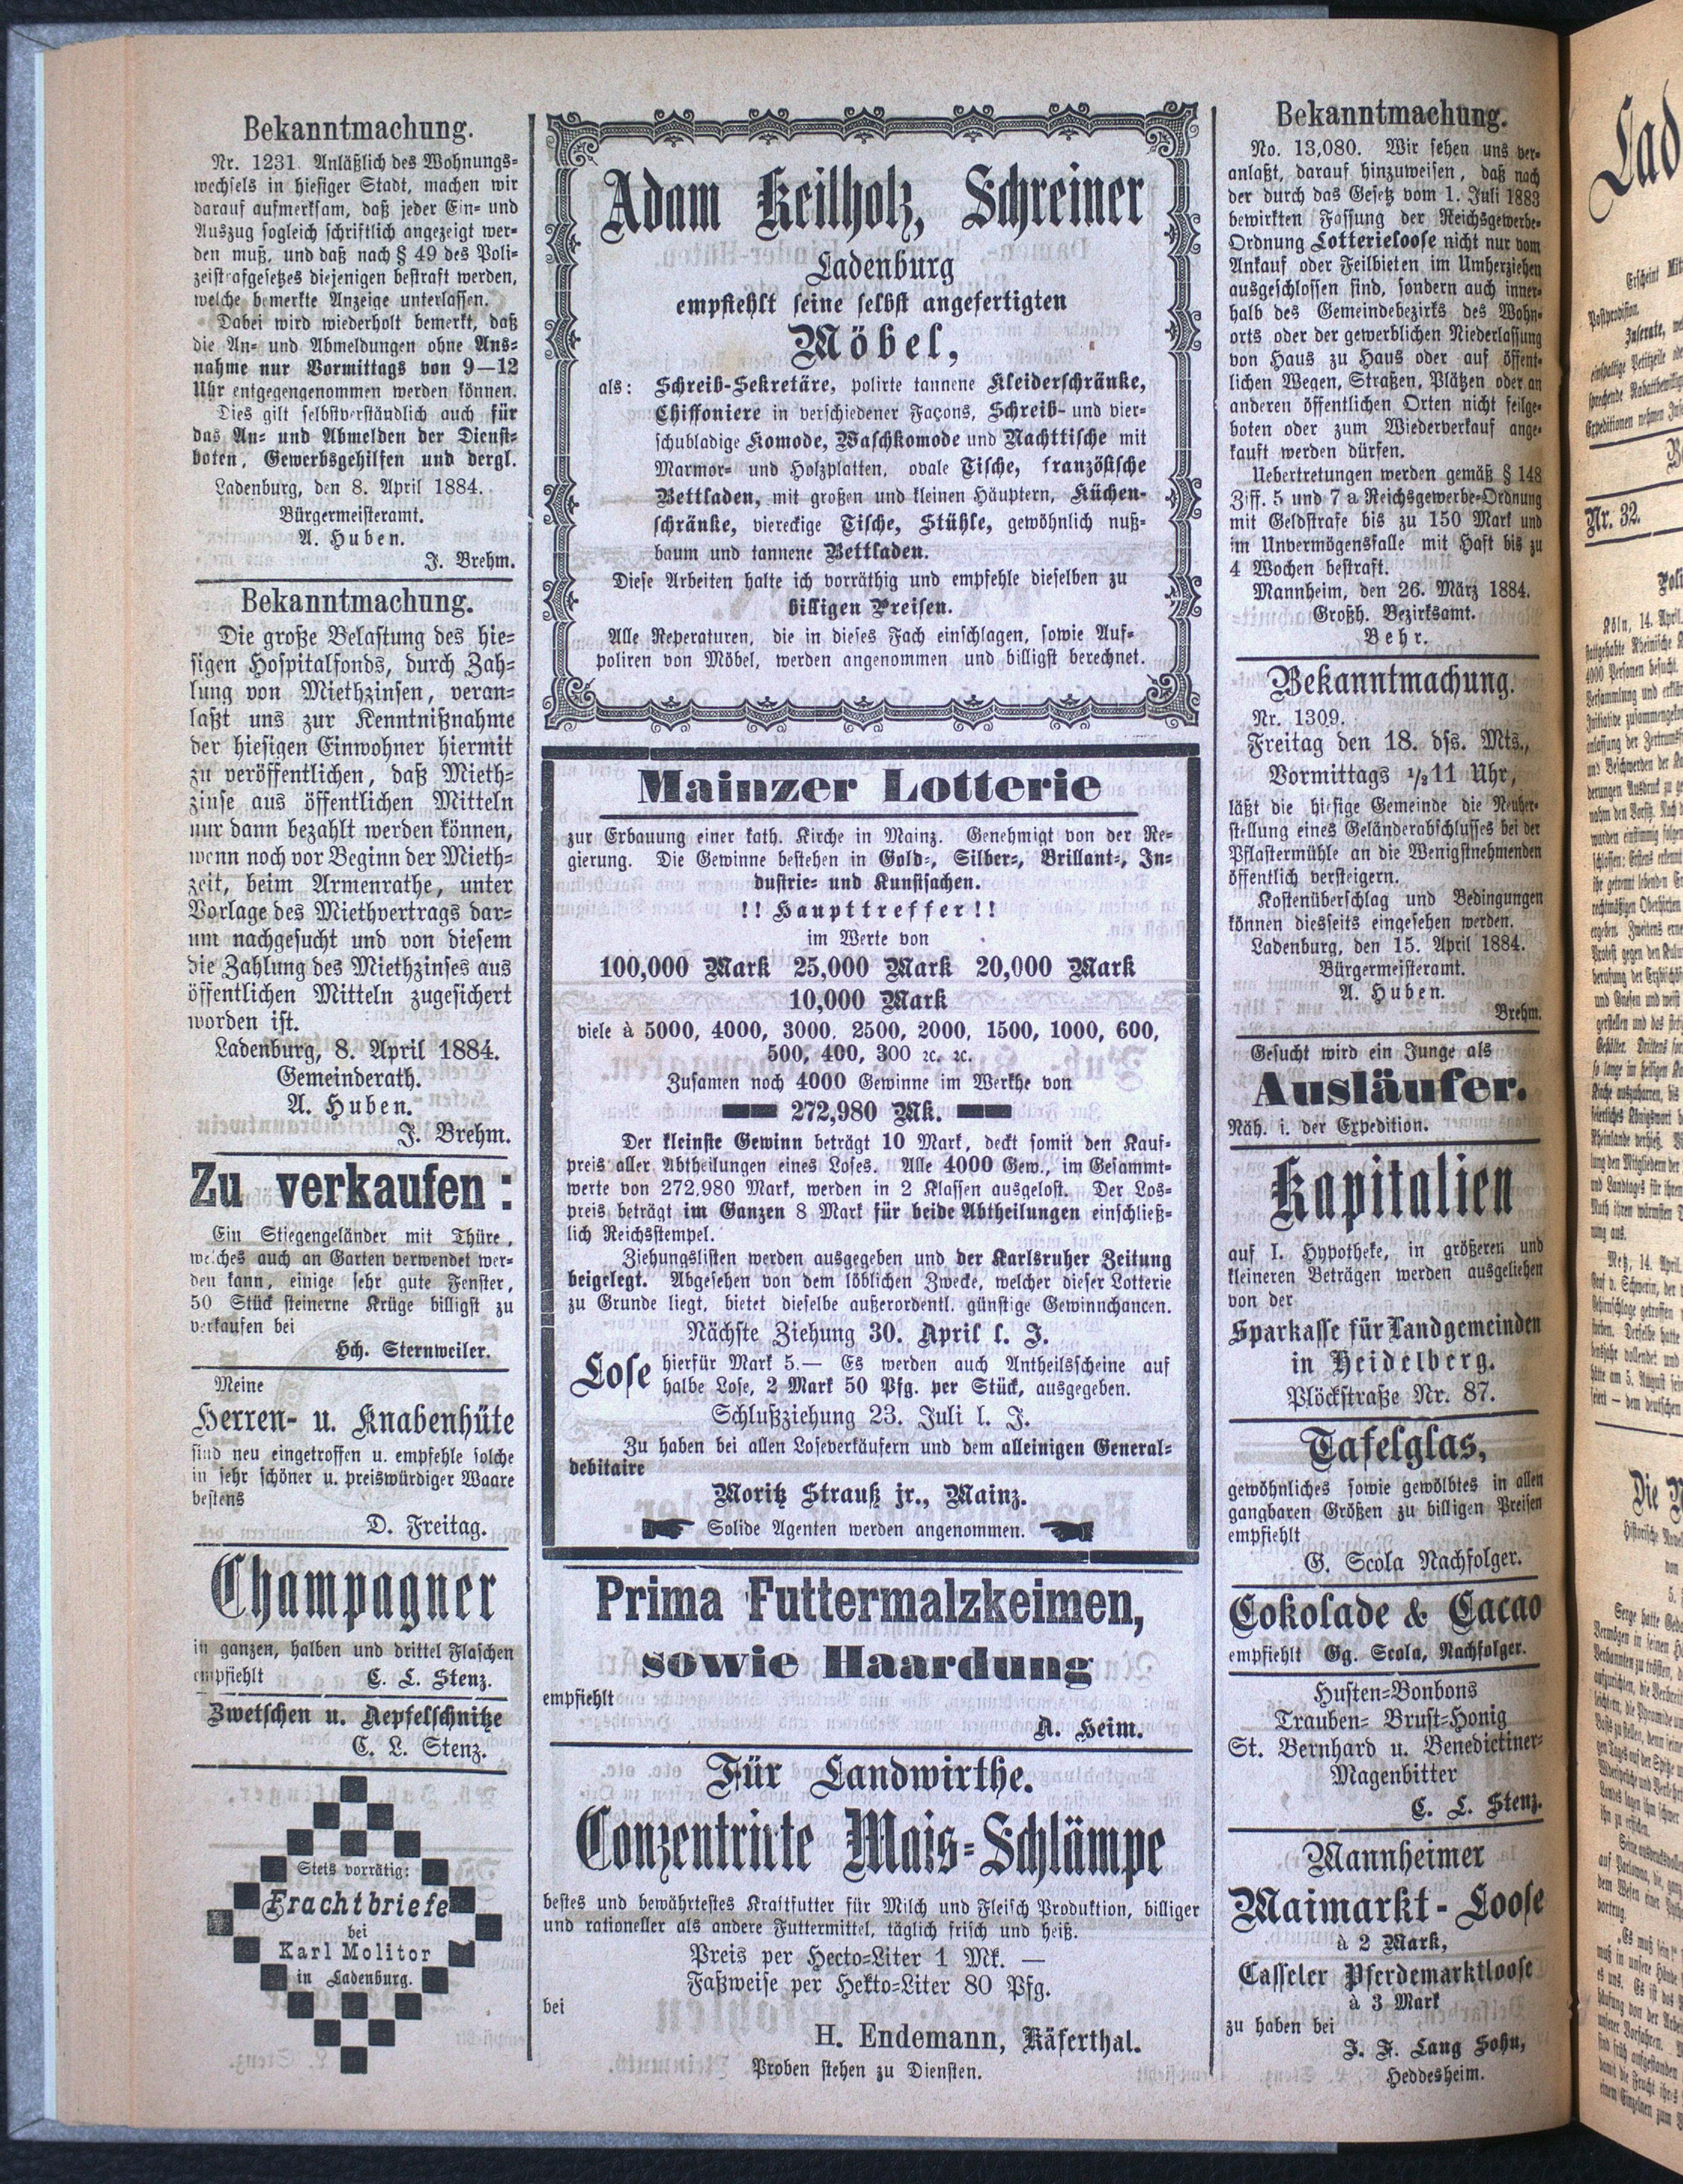 Bekanntmachung.
Nr. 1231. Anläßlich des Wohnungs-
wechsels in hiesiger Stadt, machen wir
darauf aufmerksam, daß jeder Ein- und
Auszug sogleich schriftlich angezeigt wer-
den muß, und daß nach § 49 des Poli-
zeistrafgesetzes diejenigen bestraft werden,
welche bemerkte Anzeige unterlassen.
Dabei wird wiederholt bemerkt, daß
die An- und Abmeldungen ohne Aus-
nahme nur Vormittags von 9—12
Uhr entgegengenommen werden können.
Dies gilt selbstverständlich auch für
das An- und Abmelden der Dienst-
boten, Gewerbsgehilfen und dergl.
Ladenburg, den 8. April 1884.
Bürgermeisteramt.
A. Huben.
J. Brehm.
Bekanntmachung.
Die große Belastung des hie-
sigen Hospitalfonds, durch Zah-
lung von Miethzinsen, veran-
laßt uns zur Kenntnißnahme
der hiesigen Einwohner hiermit
zu veröffentlichen, daß Mieth-
zinse aus öffentlichen Mitteln
nur dann bezahlt werden können,
wenn noch vor Beginn der Mieth-
zeit, beim Armenrathe, unter
Vorlage des Miethvertrags dar-
um nachgesucht und von diesem
die Zahlung des Miethzinses aus
öffentlichen Mitteln zugesichert
worden ist.
Ladenburg, 8. April 1884.
Gemeinderath.
A. Huben.
J. Brehm.
Zu verkaufen:
Ein Stiegengeländer mit Thüre,
welches auch an Garten verwendet wer-
den kann, einige sehr gute Fenster,
50 Stück steinerne Krüge billigst zu
verkaufen bei
Hch. Sternweiler.
Meine
Herren- u. Knabenhüte
sind neu eingetroffen u. empfehle solche
in sehr schöner u. preiswürdiger Waare
bestens
D. Freitag.
Champagner
in ganzen, halben und drittel Flaschen
empfiehlt C. L. Stenz.
Zwetschen u. Aepfelschnitze
C. L. Stenz.
Stets vorrätig:
Frachtbriefe
bei
Karl Molitor
in Ladenburg.
Adam Keilholz, Schreiner
Ladenburg
empfiehlt seine selbst angefertigten
Möbel,
als: Schreib-Sekretäre, polirte tannene Kleiderschränke,
Chiffoniere in verschiedener Façons, Schreib- und vier-
schubladige Komode, Waschkomode und Nachttische mit
Marmor- und Holzplatten, ovale Tische, französische
Bettladen, mit großen und kleinen Häuptern, Küchen-
schränke, viereckige Tische, Stühle, gewöhnlich nuß-
baum und tannene Bettladen.
Diese Arbeiten halte ich vorräthig und empfehle dieselben zu
billigen Preisen.
Alle Reperaturen, die in dieses Fach einschlagen, sowie Auf-
poliren von Möbel, werden angenommen und billigst berechnet.
Mainzer Lotterie
zur Erbauung einer kath. Kirche in Mainz. Genehmigt von der Re-
gierung. Die Gewinne bestehen in Gold-, Silber-, Brillant-, In-
dustrie- und Kunstsachen.
!! Haupttreffer!!
im Werte von
100,000 Mark 25,000 Mark 20,000 Mark
10,000 Mark
viele à 5000, 4000, 3000, 2500, 2000, 1500, 1000, 600,
500, 400, 300 ꝛc. ꝛc.
Zusamen noch 4000 Gewinne im Werthe von
272,980 Mk.
Der kleinste Gewinn beträgt 10 Mark, deckt somit den Kauf-
preis aller Abtheilungen eines Loses. Alle 4000 Gew., im Gesammt-
werte von 272,980 Mark, werden in 2 Klassen ausgelost. Der Los-
preis beträgt im Ganzen 8 Mark für beide Abtheilungen einschließ-
lich Reichsstempel.
Ziehungslisten werden ausgegeben und der Karlsruher Zeitung
beigelegt. Abgesehen von dem löblichen Zwecke, welcher dieser Lotterie
zu Grunde liegt, bietet dieselbe außerordentl. günstige Gewinnchancen.
Nächste Ziehung 30. April l. J.
Lose hierfür Mark 5.— Es werden auch Antheilsscheine auf
halbe Lose, 2 Mark 50 Pfg. per Stück, ausgegeben.
Schlußziehung 23. Juli l. J.
Zu haben bei allen Loseverkäufern und dem alleinigen General-
debitaire
Moritz Strauß jr., Mainz.
Solide Agenten werden angenommen.
Prima Futtermalzkeimen,
sowie Haardung
empfiehlt
A. Heim.
Für Landwirthe.
Conzentrirte Mais-Schlämpe
bestes und bewährtestes Kraftfutter für Milch und Fleisch Produktion, billiger
und rationeller als andere Futtermittel, täglich frisch und heiß.
Preis per Hecto-Liter 1 Mk. —
Faßweise per Hekto-Liter 80 Pfg.
bei
H. Endemann, Käferthal.
Proben stehen zu Diensten.
Bekanntmachung.
No. 13,080. Wir sehen uns ver-
anlaßt, darauf hinzuweisen, daß nach
der durch das Gesetz vom 1. Juli 1883
bewirkten Fassung der Reichsgewerbe-
Ordnung Lotterieloose nicht nur vom
Ankauf oder Feilbieten im Umherziehen
ausgeschlossen sind, sondern auch inner-
halb des Gemeindebezirks des Wohn-
orts oder der gewerblichen Niederlassung
von Haus zu Haus oder auf öffent-
lichen Wegen, Straßen, Plätzen oder an
anderen öffentlichen Orten nicht feilge-
boten oder zum Wiederverkauf ange-
kauft werden dürfen.
Uebertretungen werden gemäß § 148
Ziff. 5 und 7 a Reichsgewerbe-Ordnung
mit Geldstrafe bis zu 150 Mark und
im Unvermögensfalle mit Haft bis zu
4 Wochen bestraft.
Mannheim, den 26. März 1884.
Großh. Bezirksamt.
Behr.
Bekanntmachung.
Nr. 1309.
Freitag den 18. dss. Mts.,
Vormittags ½11 Uhr,
läßt die hiesige Gemeinde die Neuher-
stellung eines Geländerabschlusses bei der
Pflastermühle an die Wenigstnehmenden
öffentlich versteigern.
Kostenüberschlag und Bedingungen
können diesseits eingesehen werden.
Ladenburg, den 15. April 1884.
Bürgermeisteramt.
A. Huben.
Brehm.
Gesucht wird ein Junge als
Ausläufer.
Näh. i. der Expedition.
Kapitalien
auf I. Hypotheke, in größeren und
kleineren Beträgen werden ausgeliehen
von der
Sparkasse für Landgemeinden
in Heidelberg.
Plöckstraße Nr. 87.
Tafelglas,
gewöhnliches sowie gewölbtes in allen
gangbaren Größen zu billigen Preisen
empfiehlt
G. Scola Nachfolger.
Cokolade & Cacao
empfiehlt Gg. Scola, Nachfolger.
Husten-Bonbons
Trauben- Brust-Honig
St. Bernhard u. Benedictiner-
Magenbitter
C. L. Stenz.
Mannheimer
Maimarkt-Loose
à 2 Mark,
Casseler Pferdemarktloose
à 3 Mark
zu haben bei
J. F. Lang Sohn,
Heddesheim.
Lad
Erscheint
Nr. 32.
Köln, 14. April.
Metz, 14. April.